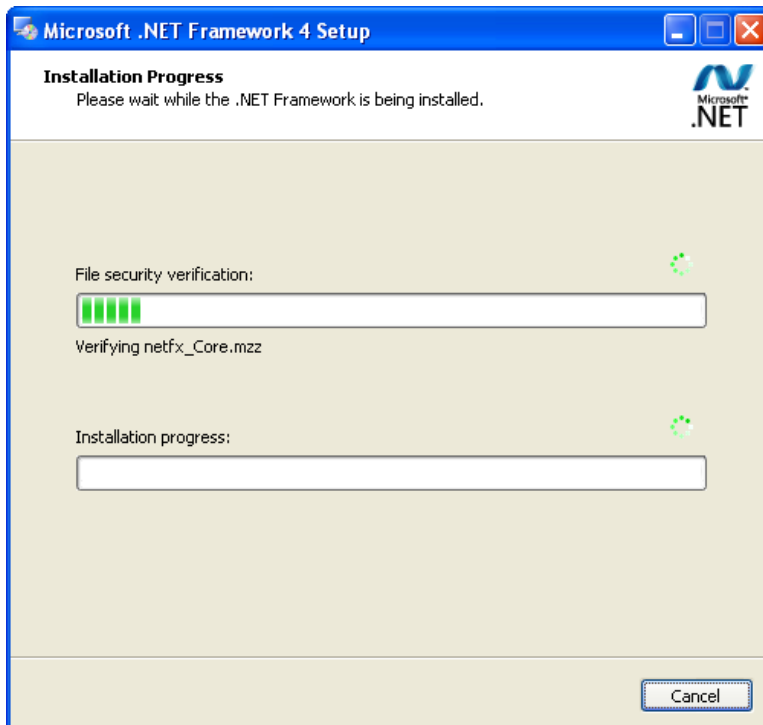 Microsoft .NET Framework 4 Setup
Installation Progress
Please wait while the .NET Framework is being installed.
Microsoft®
.NET
File security verification:
Verifying netfx_Core.mzz
Installation progress:
Cancel